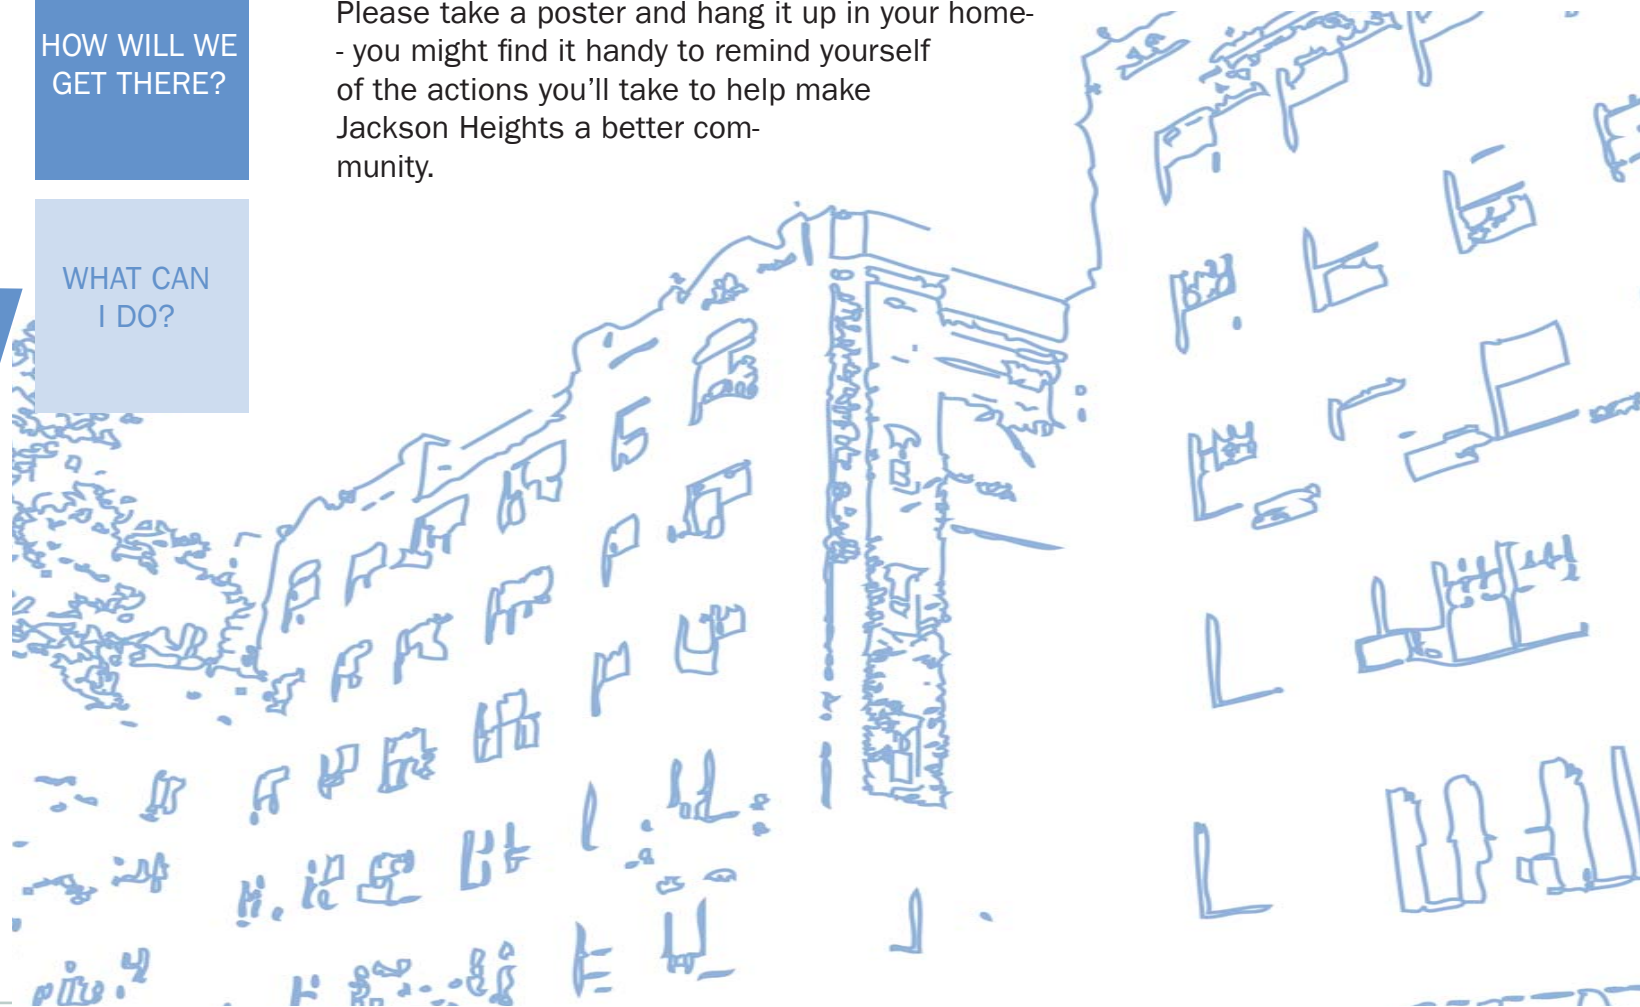 HOW WILL WE
GET THERE?
Please take a poster and hang it up in your home-
- you might find it handy to remind yourself
of the actions you’ll take to help make
Jackson Heights a better com-
munity.
WHAT CAN
I DO?